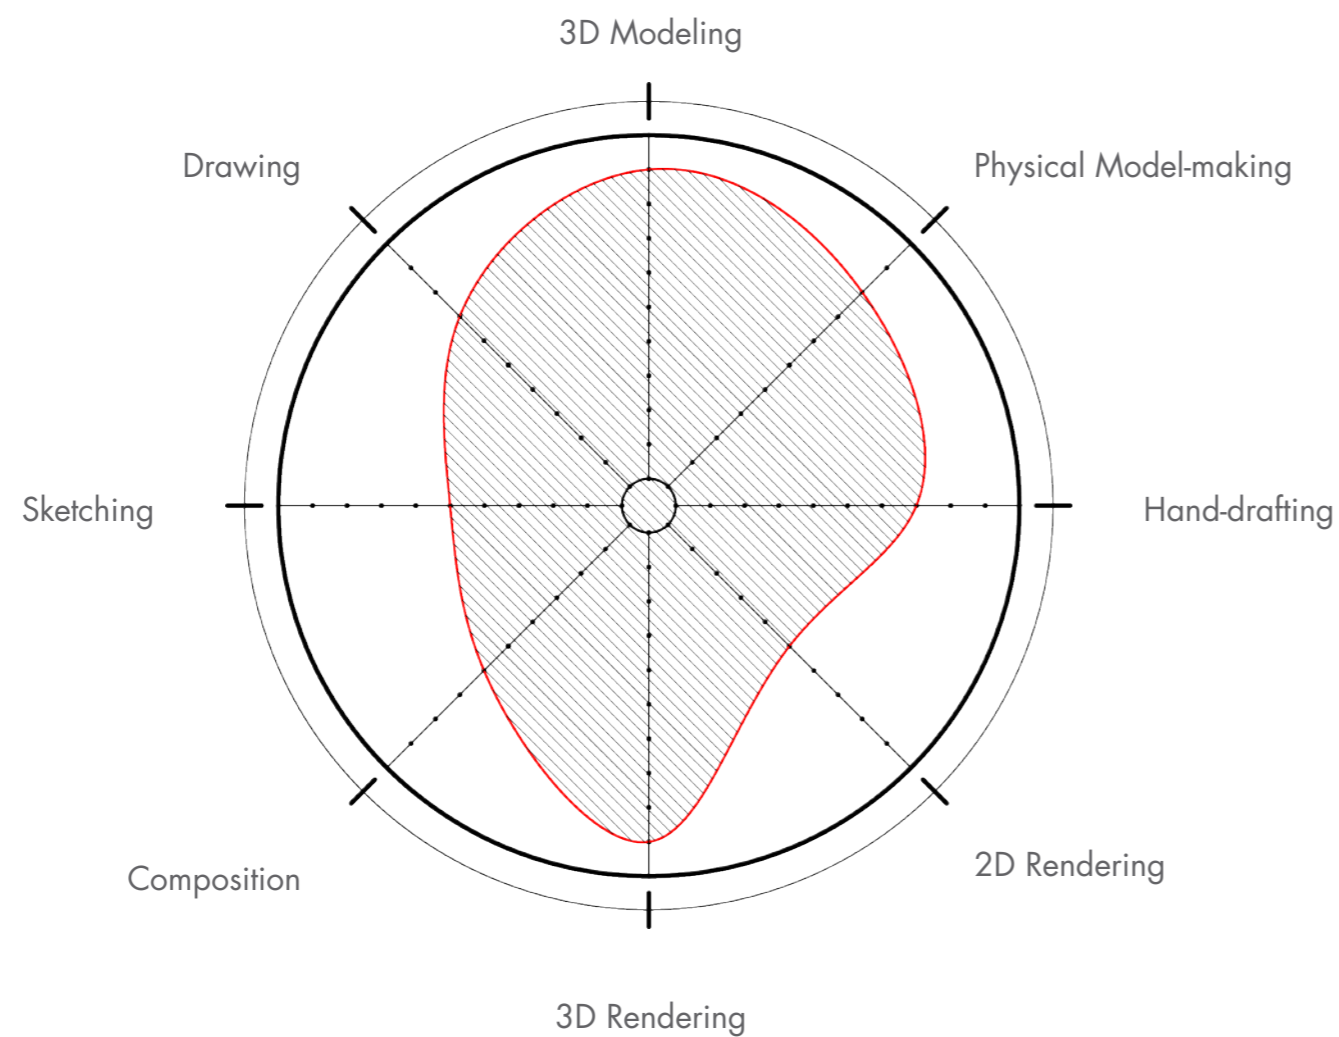 3D Modeling
Drawing
Physical Model-making
Sketching
Hand-drafting
Composition
2D Rendering
3D Rendering